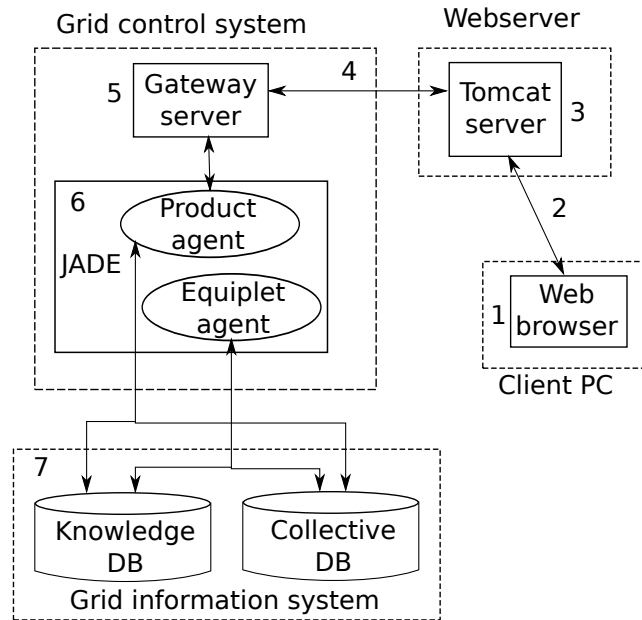 Grid control system
Webserver
5
Gateway
server
4
Tomcat
server
3
6
Product
agent
JADE
Equiplet
agent
2
1
Web
browser
Client PC
7
Knowledge
DB
Collective
DB
Grid information system